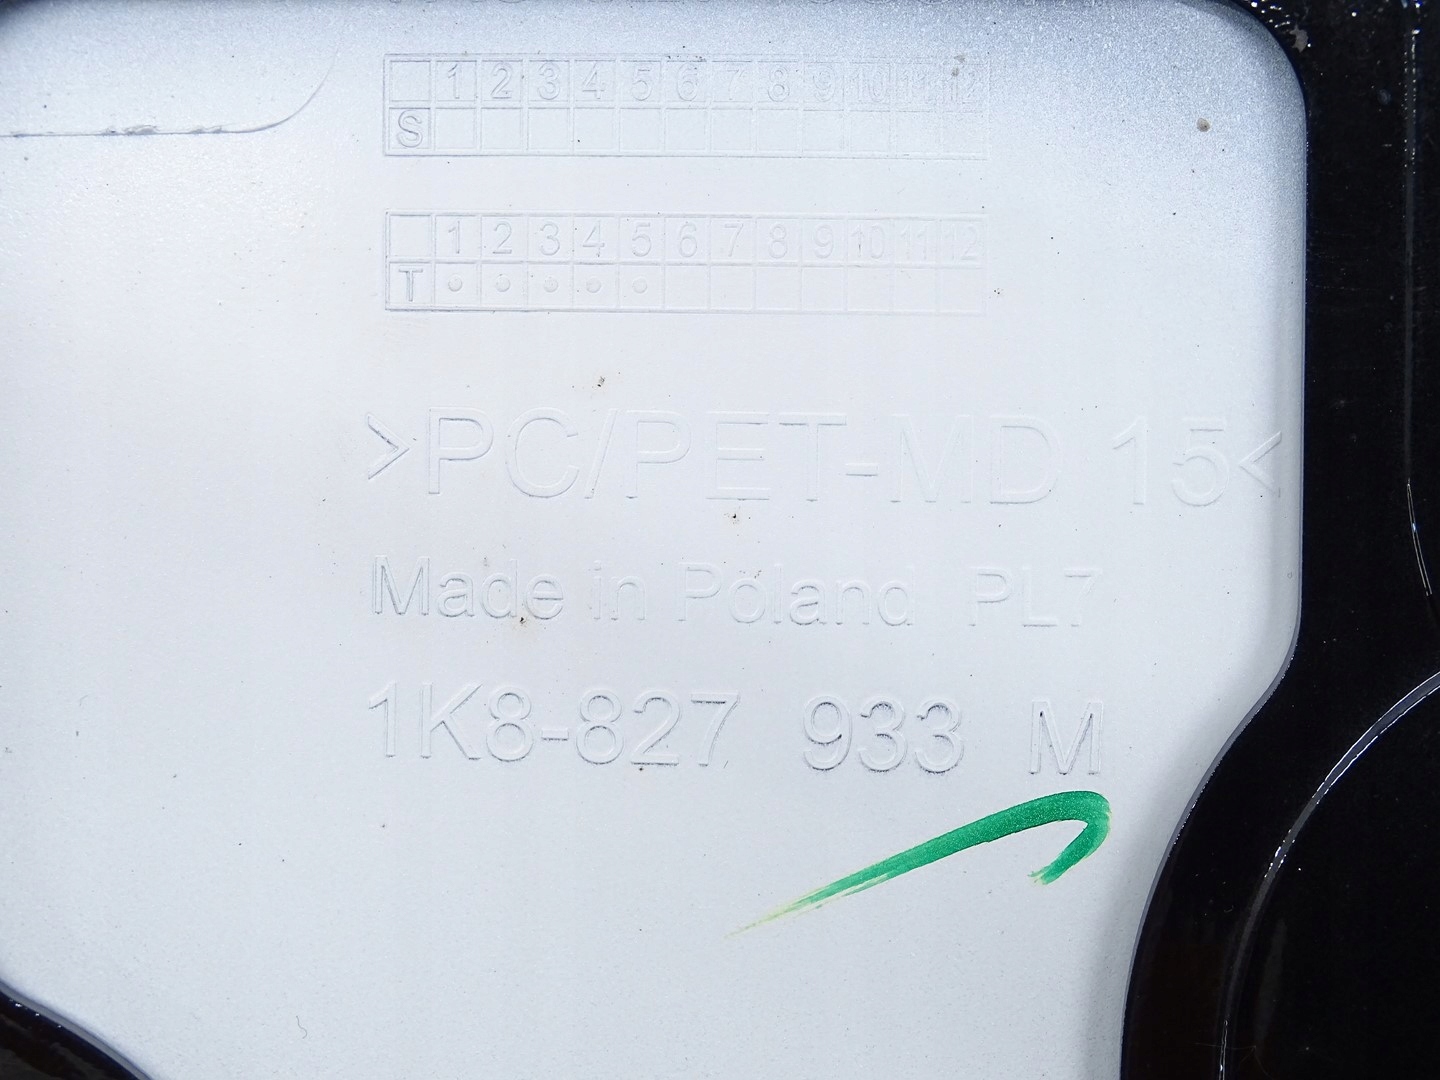 1 2 3 4 5 6 7 8 9 10 11 12
S
1 2 3 4 5 6 7 8 9 10 11 12
T
>PC/PET-MD 15<
Made in Poland PL7
1K8-827 933 M